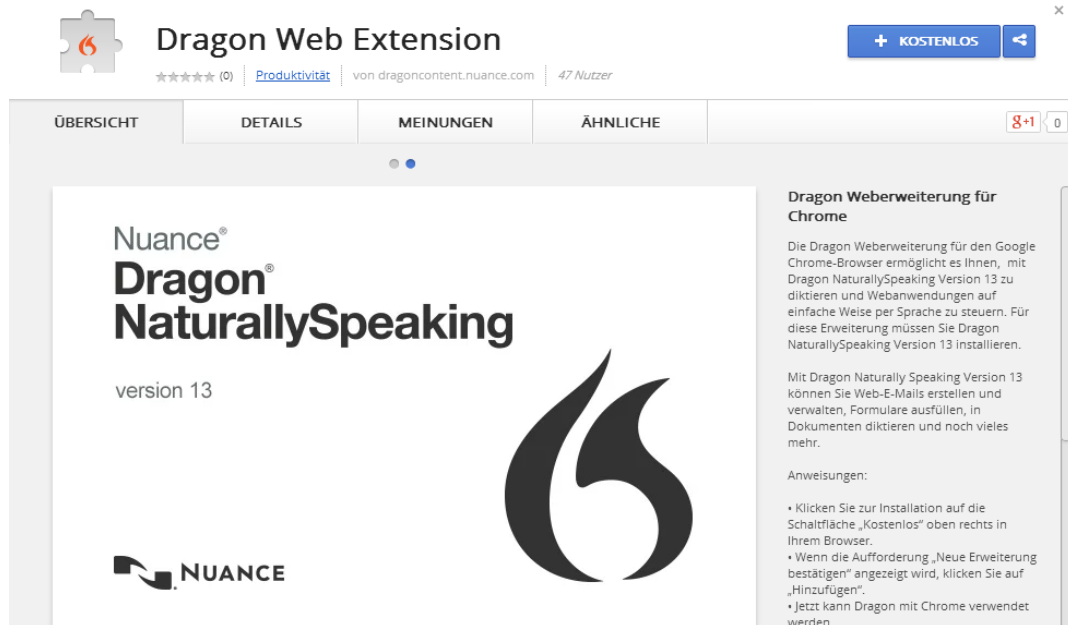 Dragon Web Extension
(0) Produktivität von dragoncontent.nuance.com 47 Nutzer
+ KOSTENLOS
ÜBERSICHT DETAILS MEINUNGEN ÄHNLICHE
g+1 0
Nuance®
Dragon®
NaturallySpeaking
version 13
NUANCE
Dragon Weberweiterung für
Chrome
Die Dragon Weberweiterung für den Google
Chrome-Browser ermöglicht es Ihnen, mit
Dragon NaturallySpeaking Version 13 zu
diktieren und Webanwendungen auf
einfache Weise per Sprache zu steuern. Für
diese Erweiterung müssen Sie Dragon
NaturallySpeaking Version 13 installieren.
Mit Dragon Naturally Speaking Version 13
können Sie Web-E-Mails erstellen und
verwalten, Formulare ausfüllen, in
Dokumenten diktieren und noch vieles
mehr.
Anweisungen:
• Klicken Sie zur Installation auf die
Schaltfläche „Kostenlos" oben rechts in
Ihrem Browser.
• Wenn die Aufforderung „Neue Erweiterung
bestätigen" angezeigt wird, klicken Sie auf
„Hinzufügen".
• Jetzt kann Dragon mit Chrome verwendet
werden